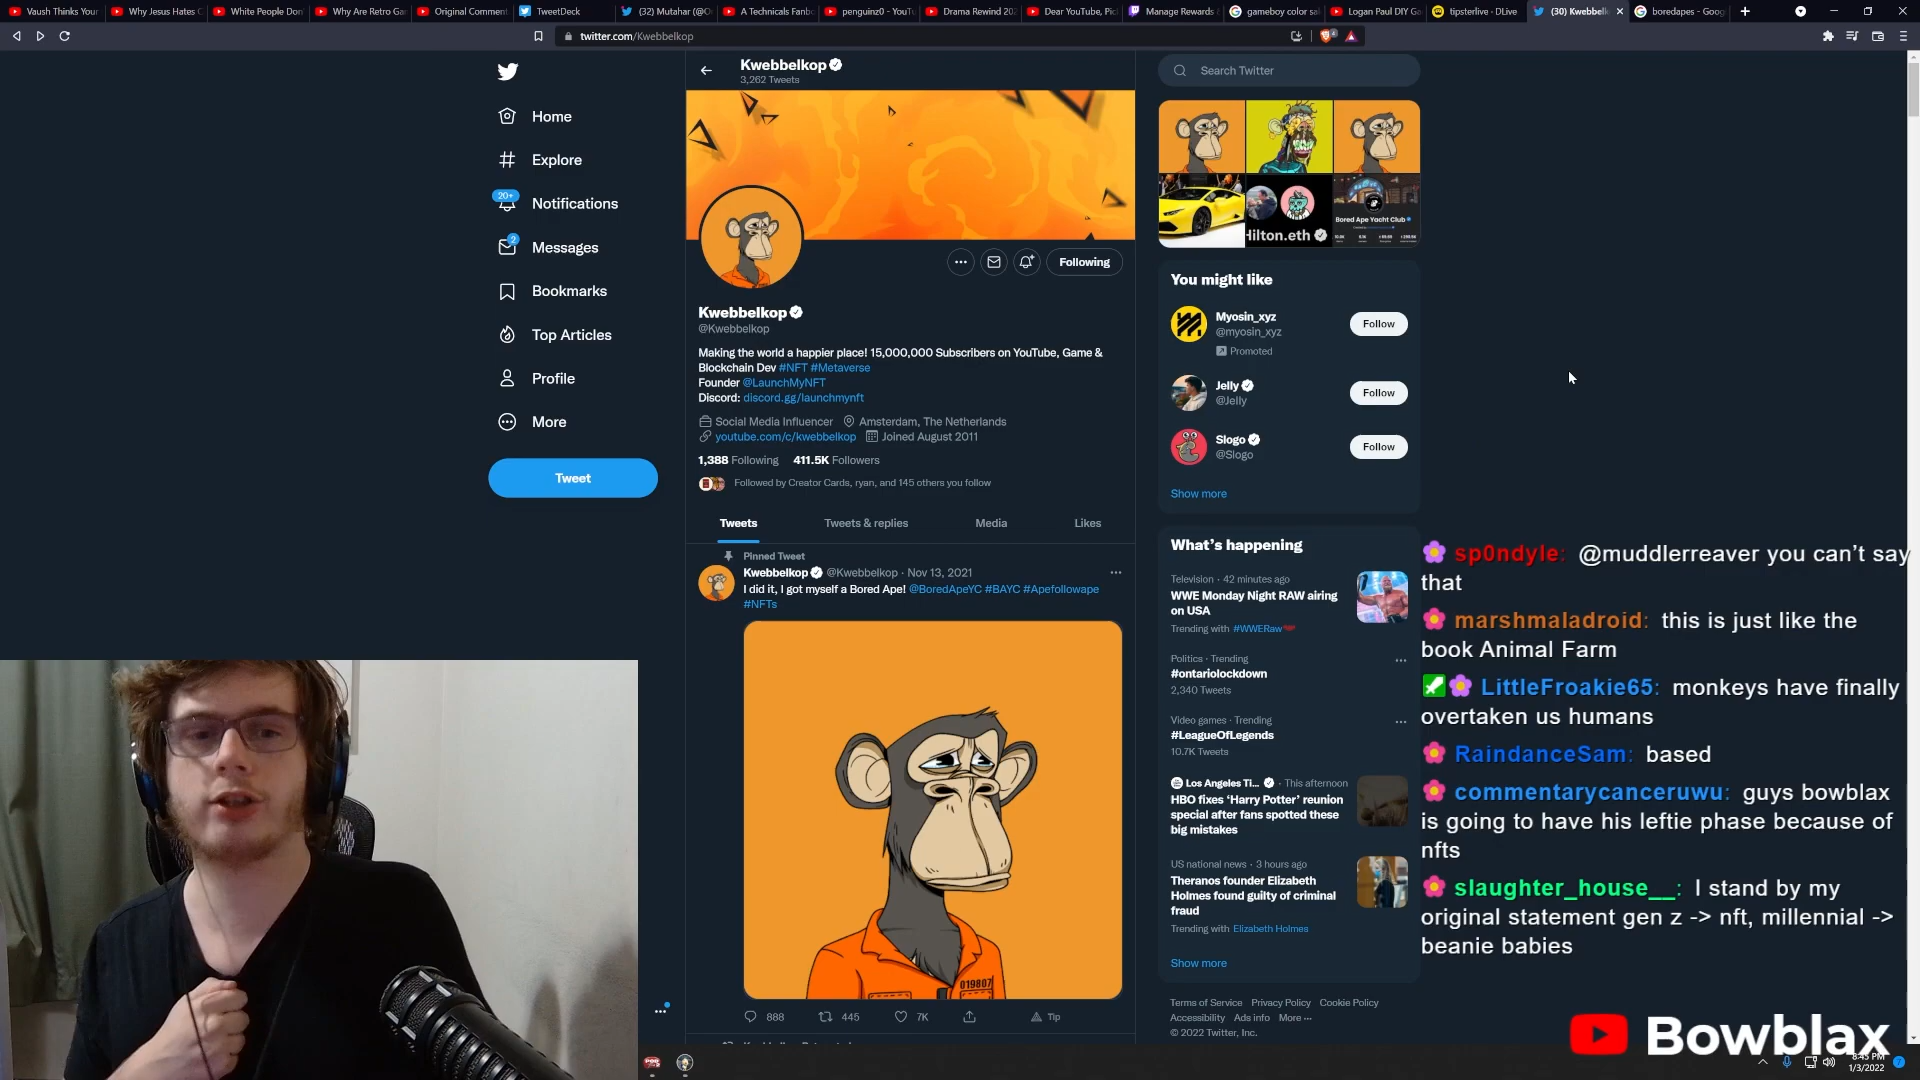 Vaush Thinks Your
Why Jesus Hates C
White People Don'
Why Are Retro Ga
Original Comment
TweetDeck
(32) Mutahar (@O
A Technicals Fanb
penguinz0 - YouTu
Drama Rewind 202
Dear YouTube, Plea
Manage Rewards
gameboy color sa
Logan Paul DIY Ga
tipsterlive - DLive
(30) Kwebbelk
boredapes - Goog
twitter.com/Kwebbelkop
Kwebbelkop
3,262 Tweets
Search Twitter
Home
Explore
20+
Notifications
2
Messages
Bookmarks
Top Articles
Profile
More
Tweet
Following
Kwebbelkop
@Kwebbelkop
Making the world a happier place! 15,000,000 Subscribers on YouTube, Game &
Blockchain Dev #NFT #Metaverse
Founder @LaunchMyNFT
Discord: discord.gg/launchmynft
Social Media Influencer Amsterdam, The Netherlands
youtube.com/c/kwebbelkop Joined August 2011
1,388 Following 411.5K Followers
Followed by Creator Cards, ryan, and 145 others you follow
Tweets Tweets & replies Media Likes
Pinned Tweet
Kwebbelkop @Kwebbelkop · Nov 13, 2021
I did it, I got myself a Bored Ape! @BoredApeYC #BAYC #Apefollowape
#NFTs
019807
888 445 7K Tip
Hilton.eth
Bored Ape Yacht Club
You might like
Myosin_xyz
@myosin_xyz
Promoted
Follow
Jelly
@Jelly
Follow
Slogo
@Slogo
Follow
Show more
What's happening
Television · 42 minutes ago
WWE Monday Night RAW airing
on USA
Trending with #WWERaw
Politics · Trending
#ontariolockdown
2,340 Tweets
Video games · Trending
#LeagueOfLegends
10.7K Tweets
Los Angeles Ti... · This afternoon
HBO fixes 'Harry Potter' reunion
special after fans spotted these
big mistakes
US national news · 3 hours ago
Theranos founder Elizabeth
Holmes found guilty of criminal
fraud
Trending with Elizabeth Holmes
Show more
Terms of Service Privacy Policy Cookie Policy
Accessibility Ads info More ···
© 2022 Twitter, Inc.
sp0ndyle: @muddlerreaver you can't say
that
marshmaladroid: this is just like the
book Animal Farm
LittleFroakie65: monkeys have finally
overtaken us humans
RaindanceSam: based
commentarycanceruwu: guys bowblax
is going to have his leftie phase because of
nfts
slaughter_house__: I stand by my
original statement gen z -> nft, millennial ->
beanie babies
Bowblax
8:45 PM
1/3/2022